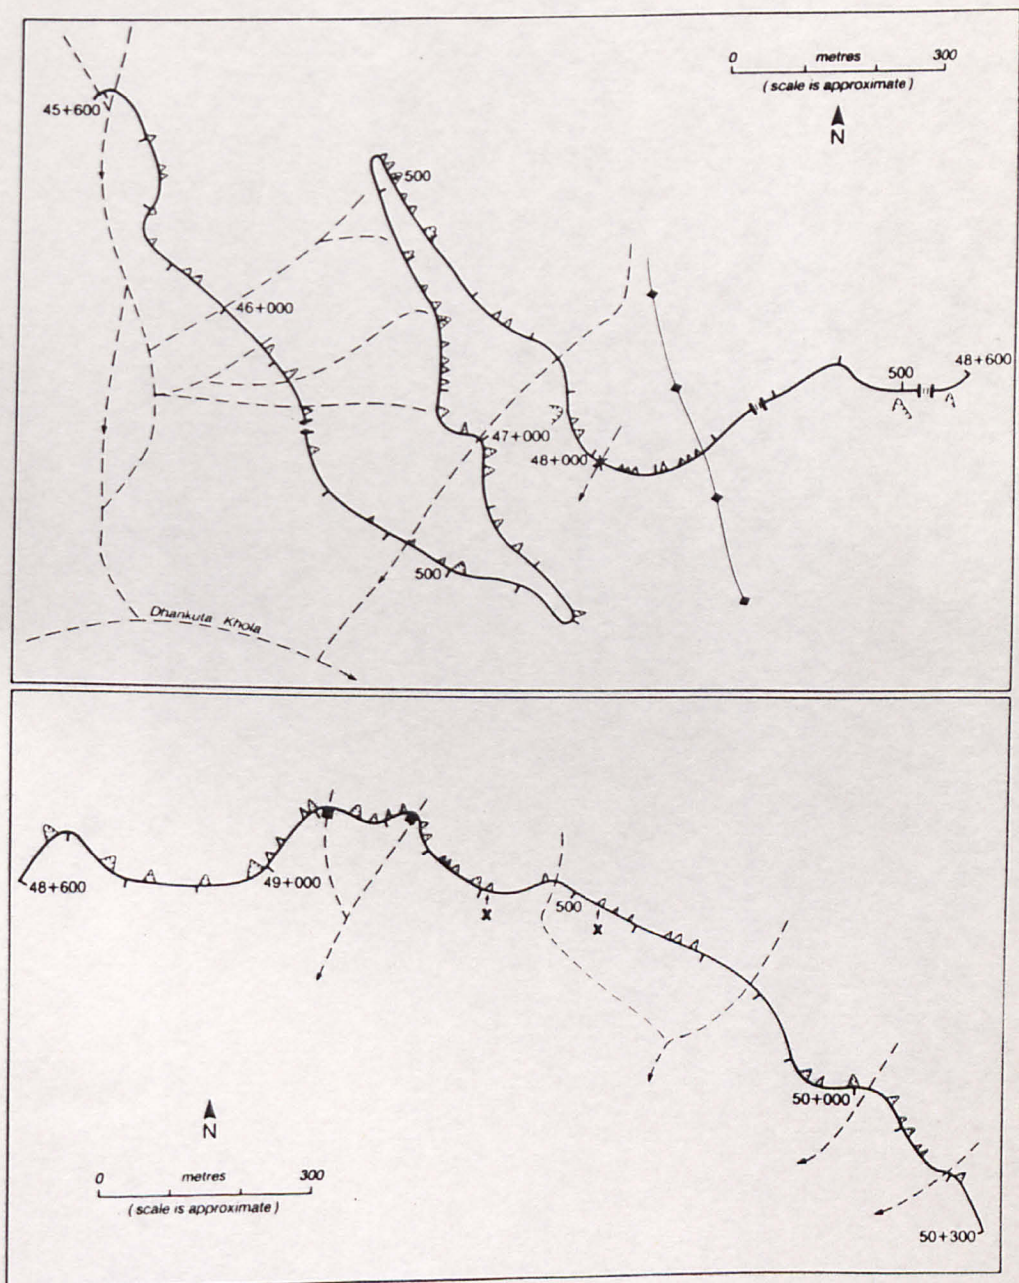 0 metres 300
(scale is approximate)
N
45+600
500
46+000
48+600
500
47+000
48+000
500
Dhankuta Khola
48+600
49+000
500
X
X
50+000
N
0 metres 300
(scale is approximate)
50+300